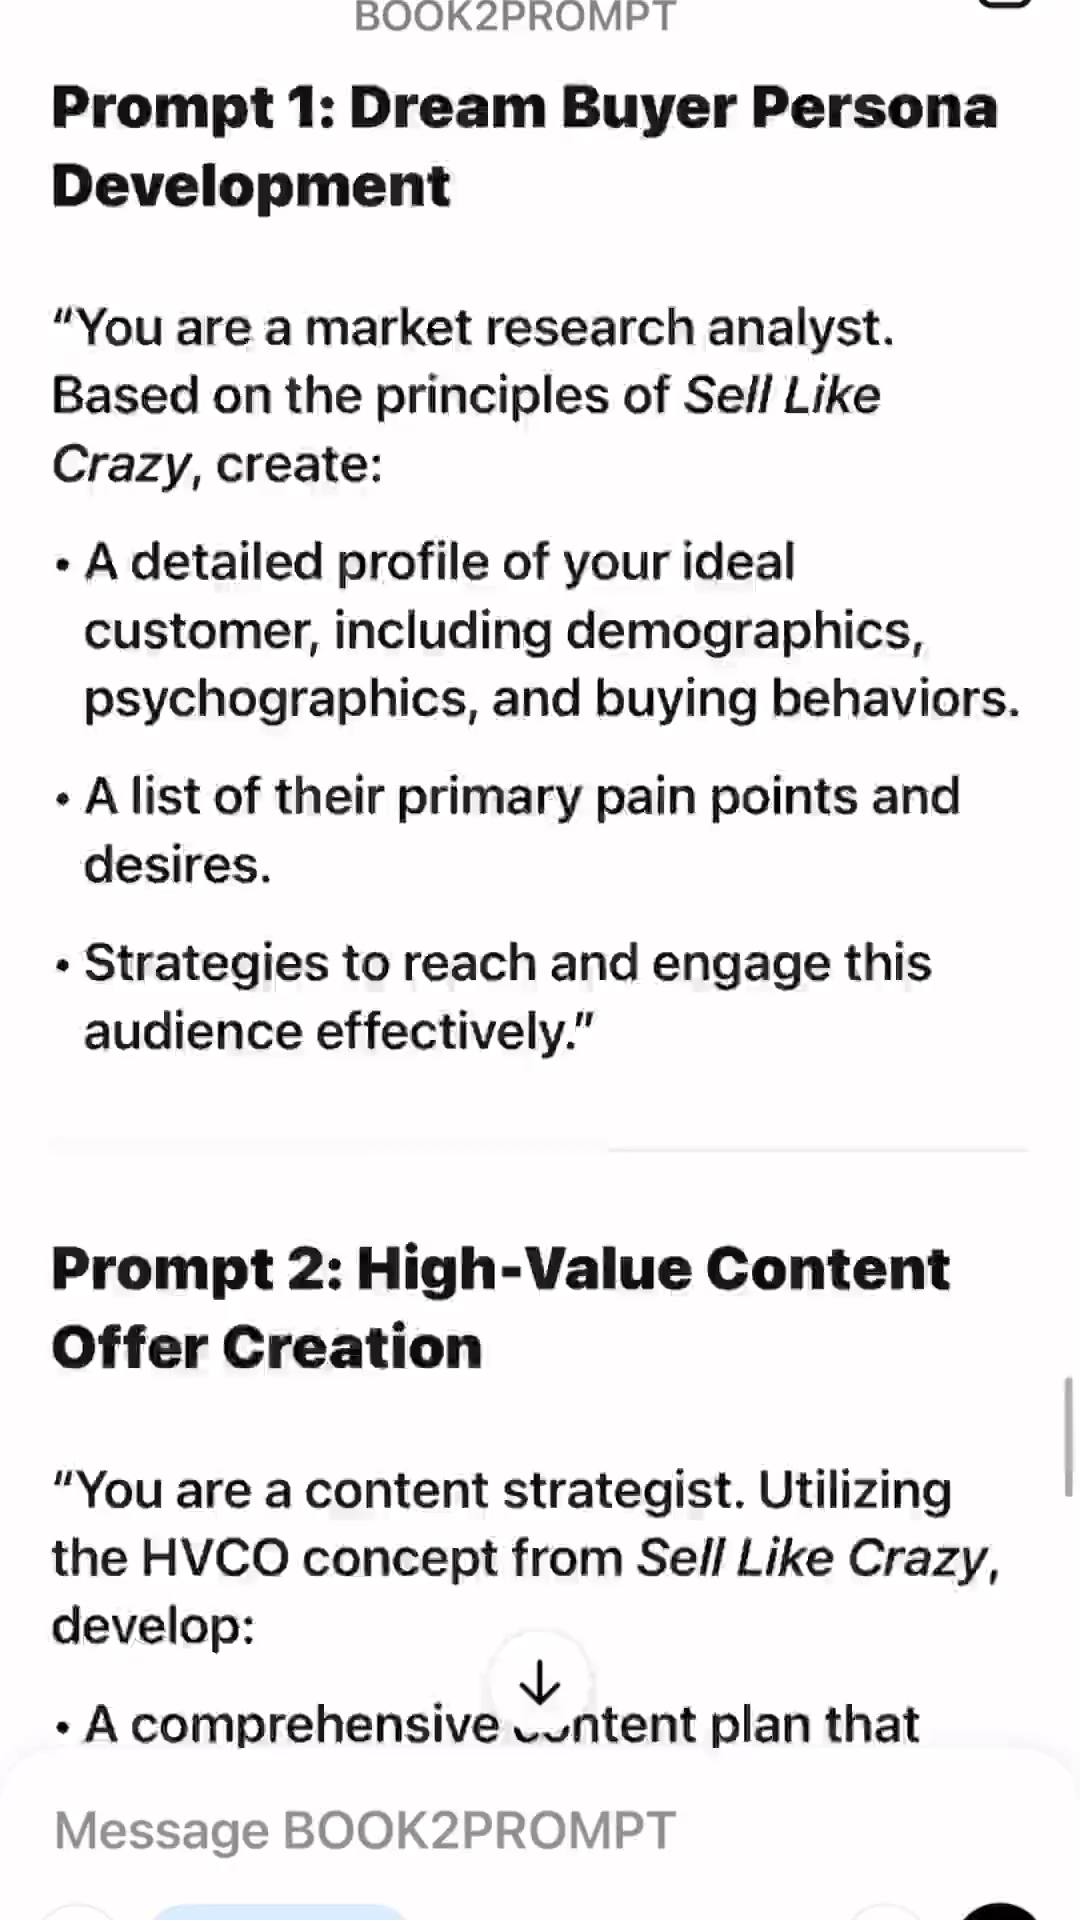 BOOK2PROMPT
Prompt 1: Dream Buyer Persona
Development
“You are a market research analyst.
Based on the principles of Sell Like
Crazy, create:
• A detailed profile of your ideal
customer, including demographics,
psychographics, and buying behaviors.
• A list of their primary pain points and
desires.
• Strategies to reach and engage this
audience effectively.”
Prompt 2: High-Value Content
Offer Creation
“You are a content strategist. Utilizing
the HVCO concept from Sell Like Crazy,
develop:
• A comprehensive content plan that
Message BOOK2PROMPT